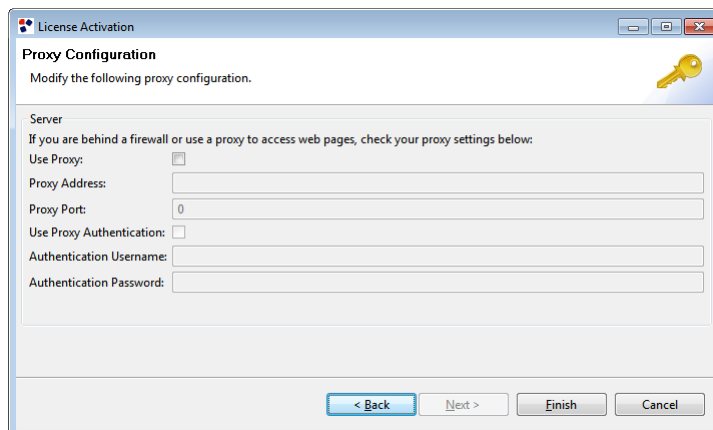 License Activation
Proxy Configuration
Modify the following proxy configuration.
Server
If you are behind a firewall or use a proxy to access web pages, check your proxy settings below:
Use Proxy:
Proxy Address:
Proxy Port: 0
Use Proxy Authentication:
Authentication Username:
Authentication Password:
< Back Next > Finish Cancel